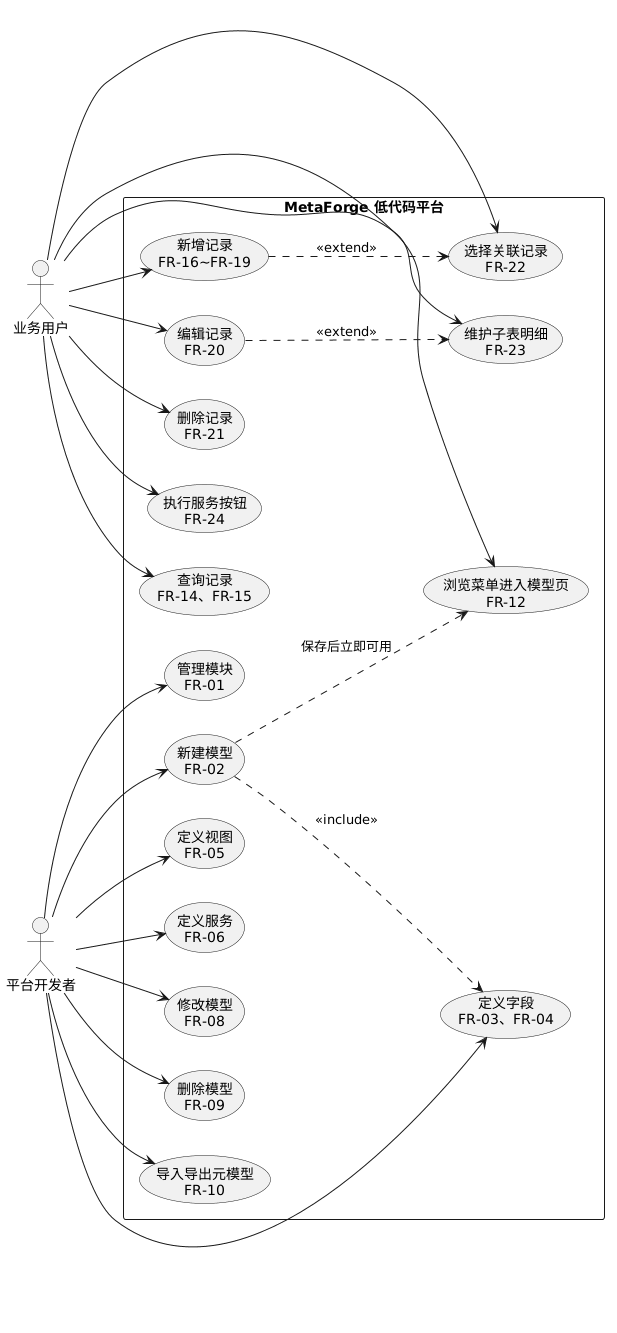 MetaForge 低代码平台
新增记录
FR-16~FR-19
«extend»
选择关联记录
FR-22
业务用户
编辑记录
FR-20
«extend»
维护子表明细
FR-23
删除记录
FR-21
执行服务按钮
FR-24
查询记录
FR-14、FR-15
浏览菜单进入模型页
FR-12
保存后立即可用
管理模块
FR-01
新建模型
FR-02
«include»
定义视图
FR-05
定义服务
FR-06
平台开发者
修改模型
FR-08
定义字段
FR-03、FR-04
删除模型
FR-09
导入导出元模型
FR-10